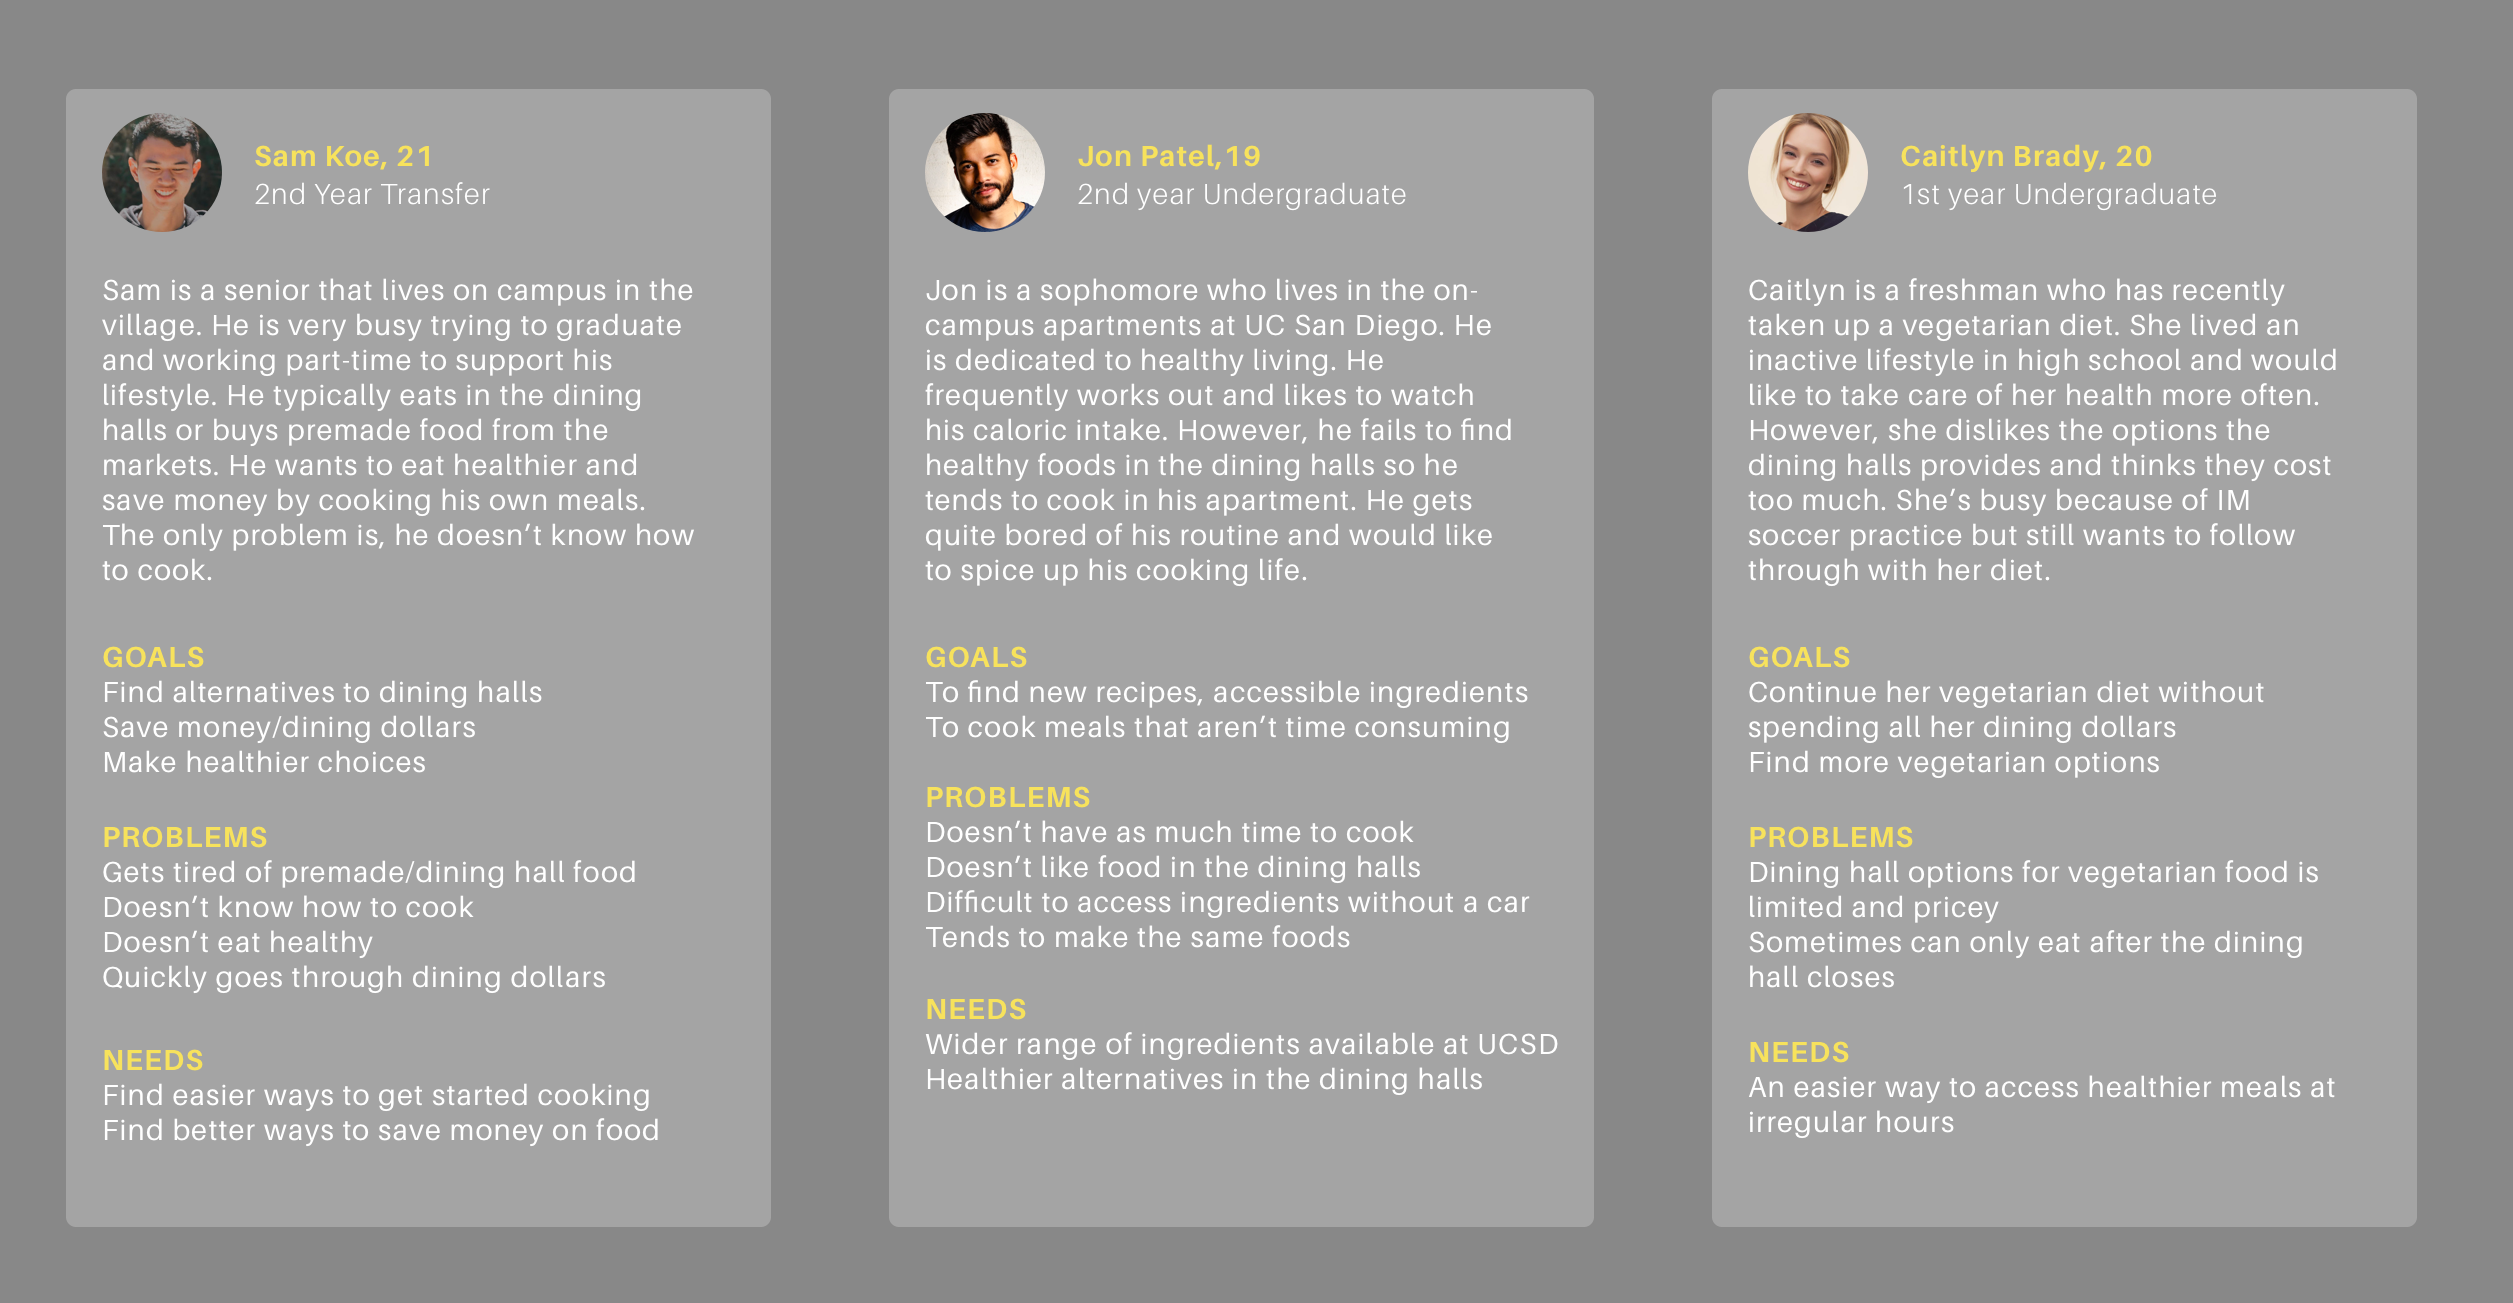 Sam Koe, 21
2nd Year Transfer
Sam is a senior that lives on campus in the
village. He is very busy trying to graduate
and working part-time to support his
lifestyle. He typically eats in the dining
halls or buys premade food from the
markets. He wants to eat healthier and
save money by cooking his own meals.
The only problem is, he doesn’t know how
to cook.
GOALS
Find alternatives to dining halls
Save money/dining dollars
Make healthier choices
PROBLEMS
Gets tired of premade/dining hall food
Doesn’t know how to cook
Doesn’t eat healthy
Quickly goes through dining dollars
NEEDS
Find easier ways to get started cooking
Find better ways to save money on food
Jon Patel,19
2nd year Undergraduate
Jon is a sophomore who lives in the on-
campus apartments at UC San Diego. He
is dedicated to healthy living. He
frequently works out and likes to watch
his caloric intake. However, he fails to find
healthy foods in the dining halls so he
tends to cook in his apartment. He gets
quite bored of his routine and would like
to spice up his cooking life.
GOALS
To find new recipes, accessible ingredients
To cook meals that aren’t time consuming
PROBLEMS
Doesn’t have as much time to cook
Doesn’t like food in the dining halls
Difficult to access ingredients without a car
Tends to make the same foods
NEEDS
Wider range of ingredients available at UCSD
Healthier alternatives in the dining halls
Caitlyn Brady, 20
1st year Undergraduate
Caitlyn is a freshman who has recently
taken up a vegetarian diet. She lived an
inactive lifestyle in high school and would
like to take care of her health more often.
However, she dislikes the options the
dining halls provides and thinks they cost
too much. She’s busy because of IM
soccer practice but still wants to follow
through with her diet.
GOALS
Continue her vegetarian diet without
spending all her dining dollars
Find more vegetarian options
PROBLEMS
Dining hall options for vegetarian food is
limited and pricey
Sometimes can only eat after the dining
hall closes
NEEDS
An easier way to access healthier meals at
irregular hours